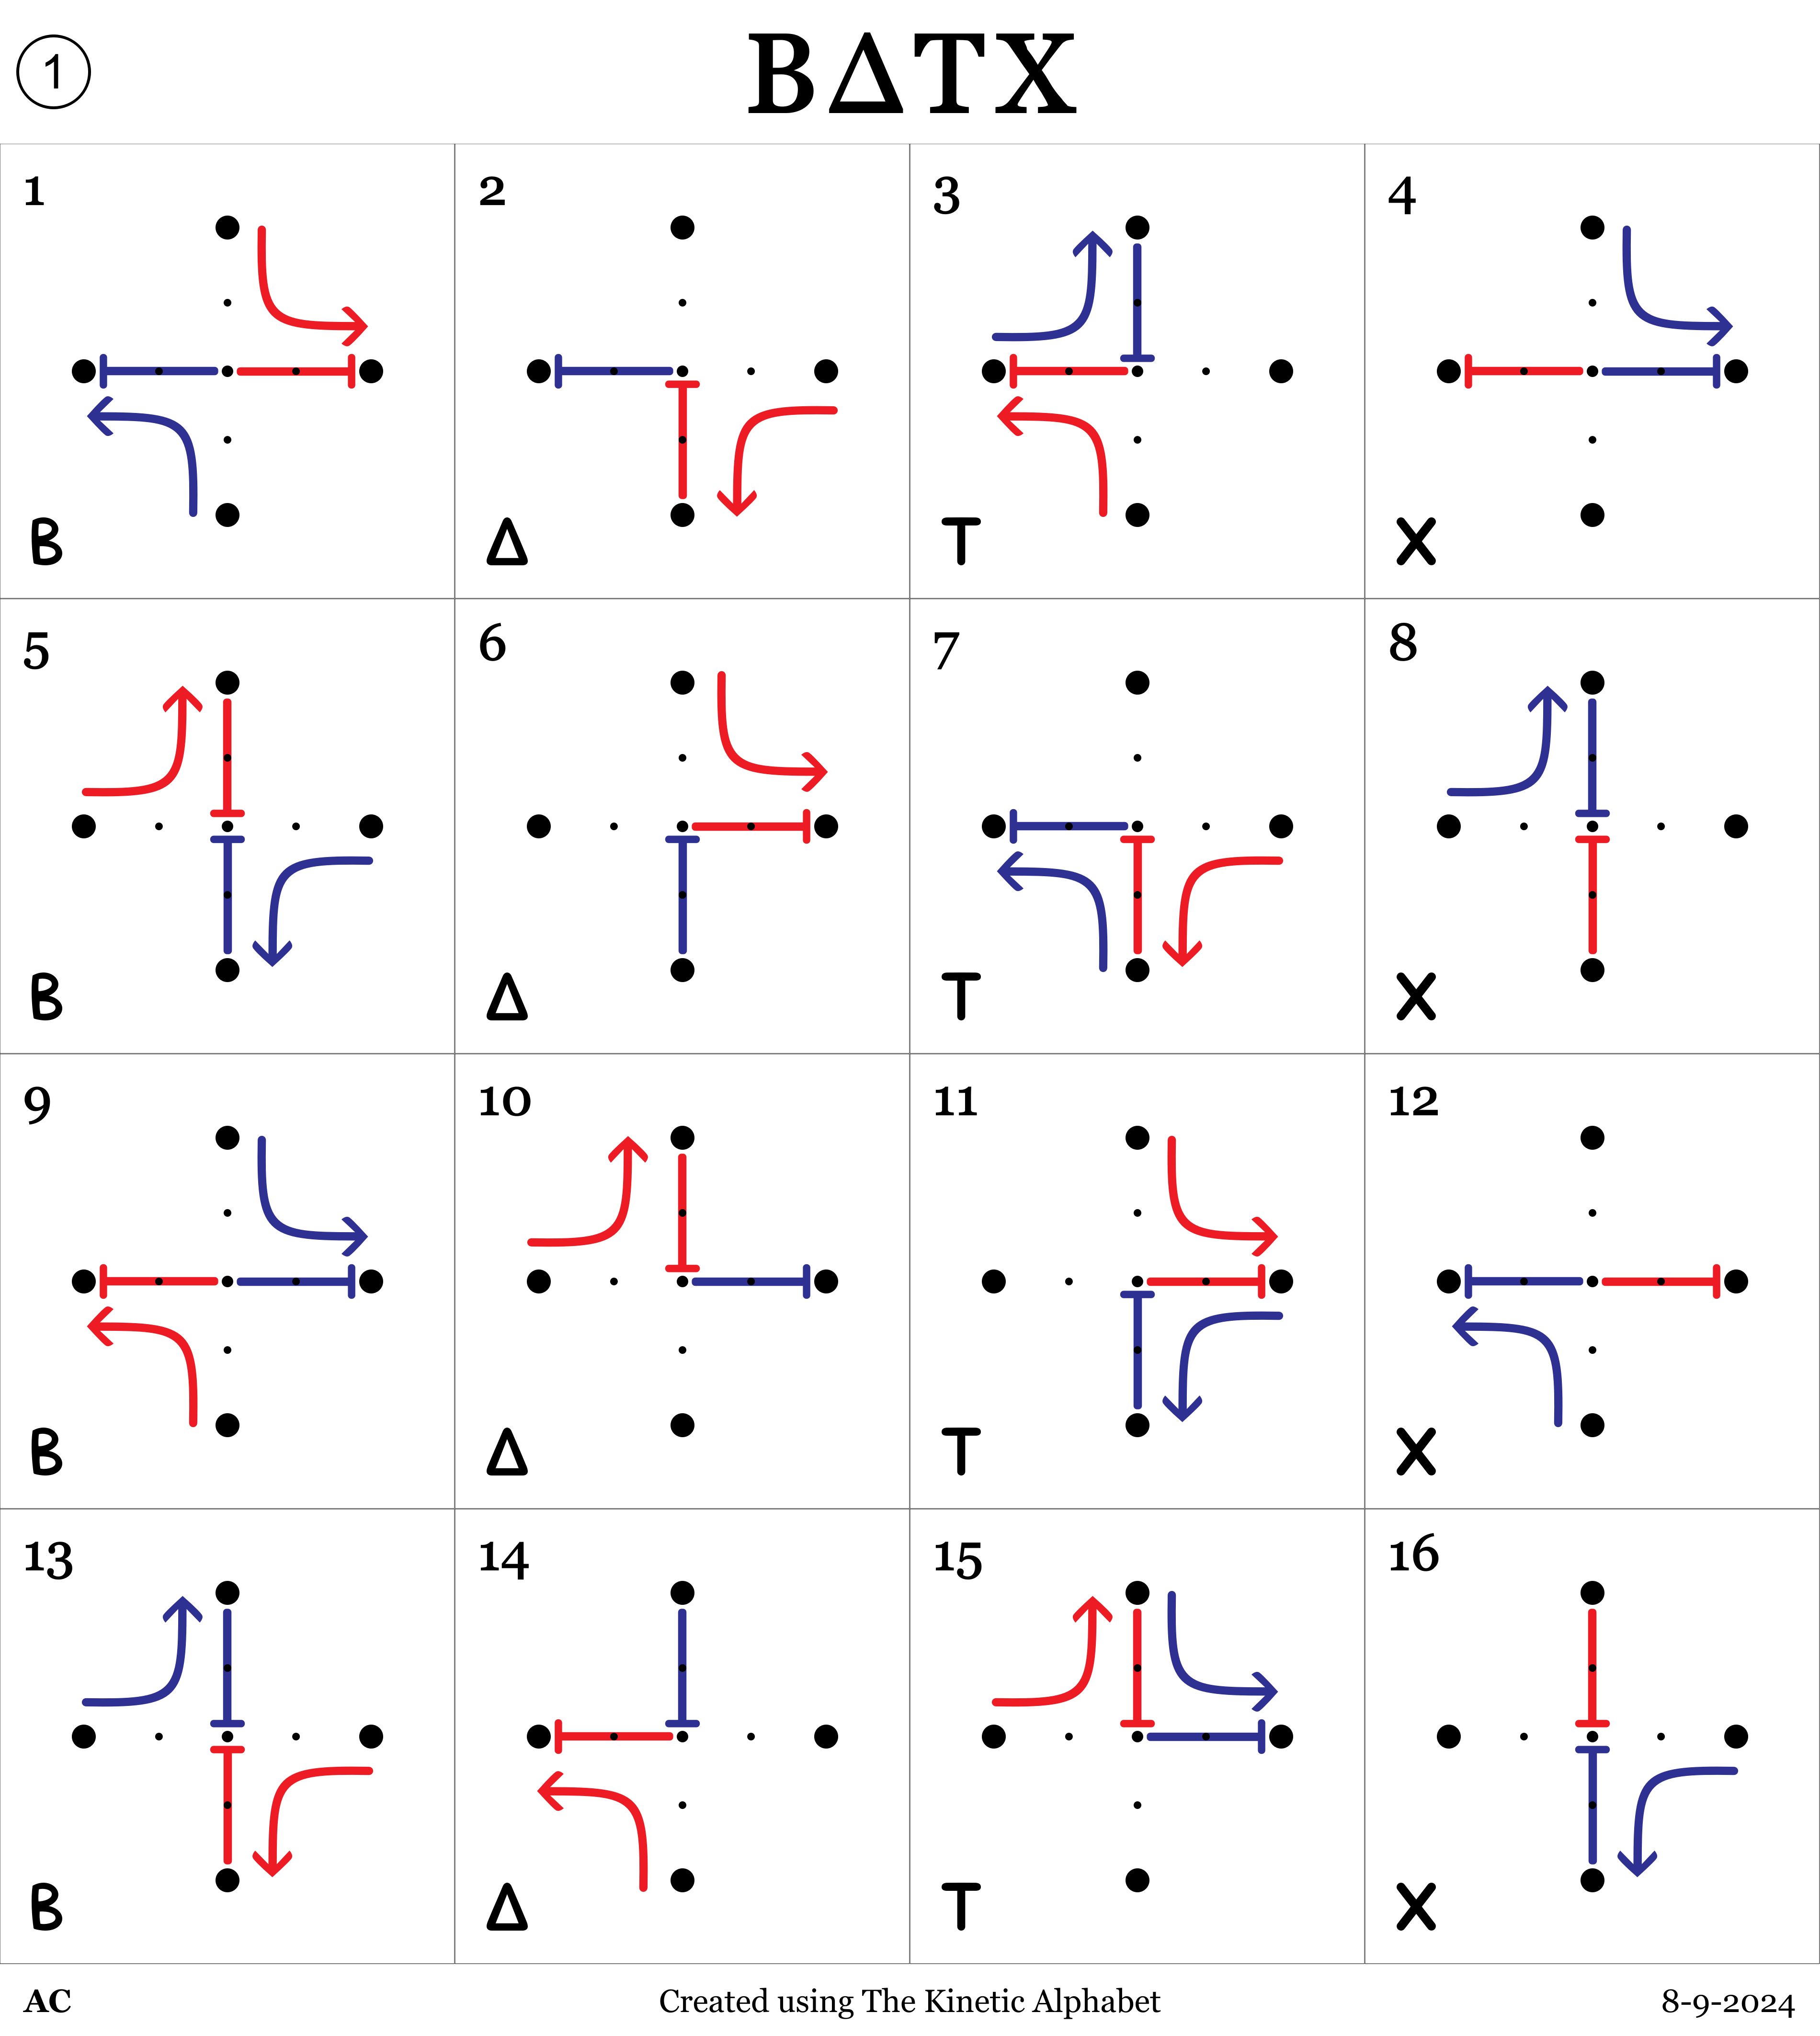 1
BΔTX
1
2
3
4
B
Δ
T
X
5
6
7
8
B
Δ
T
X
9
10
11
12
B
Δ
T
X
13
14
15
16
B
Δ
T
X
AC
Created using The Kinetic Alphabet
8-9-2024